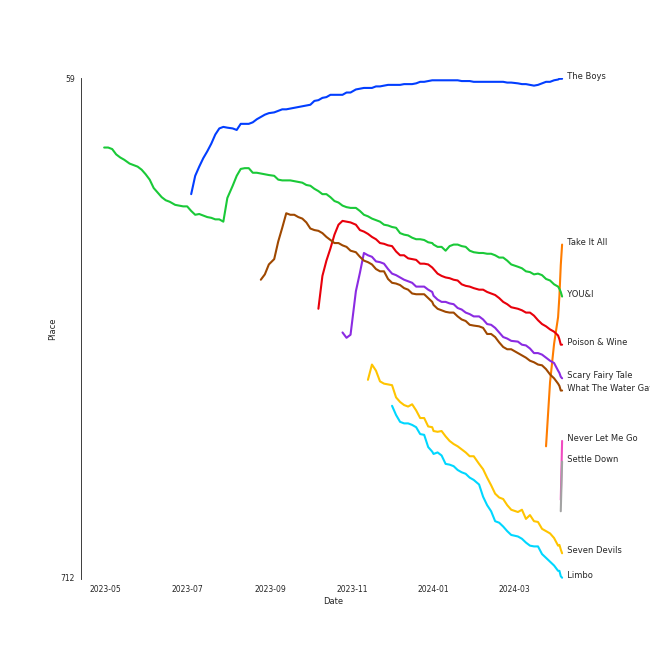 59
The Boys
Take It All
YOU&I
Place
Poison & Wine
Scary Fairy Tale
What The Water Ga
Never Let Me Go
Settle Down
Seven Devils
712
Limbo
2023-05 2023-07 2023-09 2023-11 2024-01 2024-03
Date